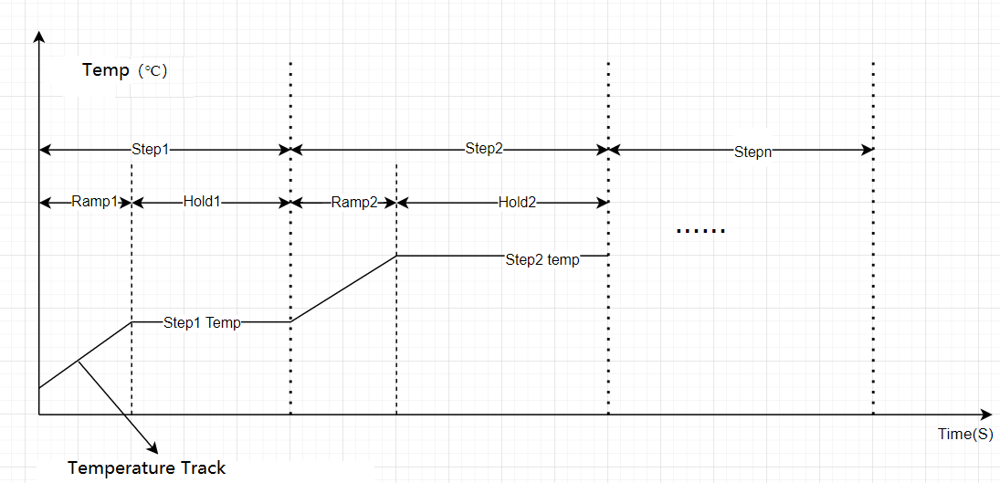 Temp（℃）
Step1
Step2
Stepn
Ramp1
Hold1
Ramp2
Hold2
......
Step2 temp
Step1 Temp
Time(S)
Temperature Track